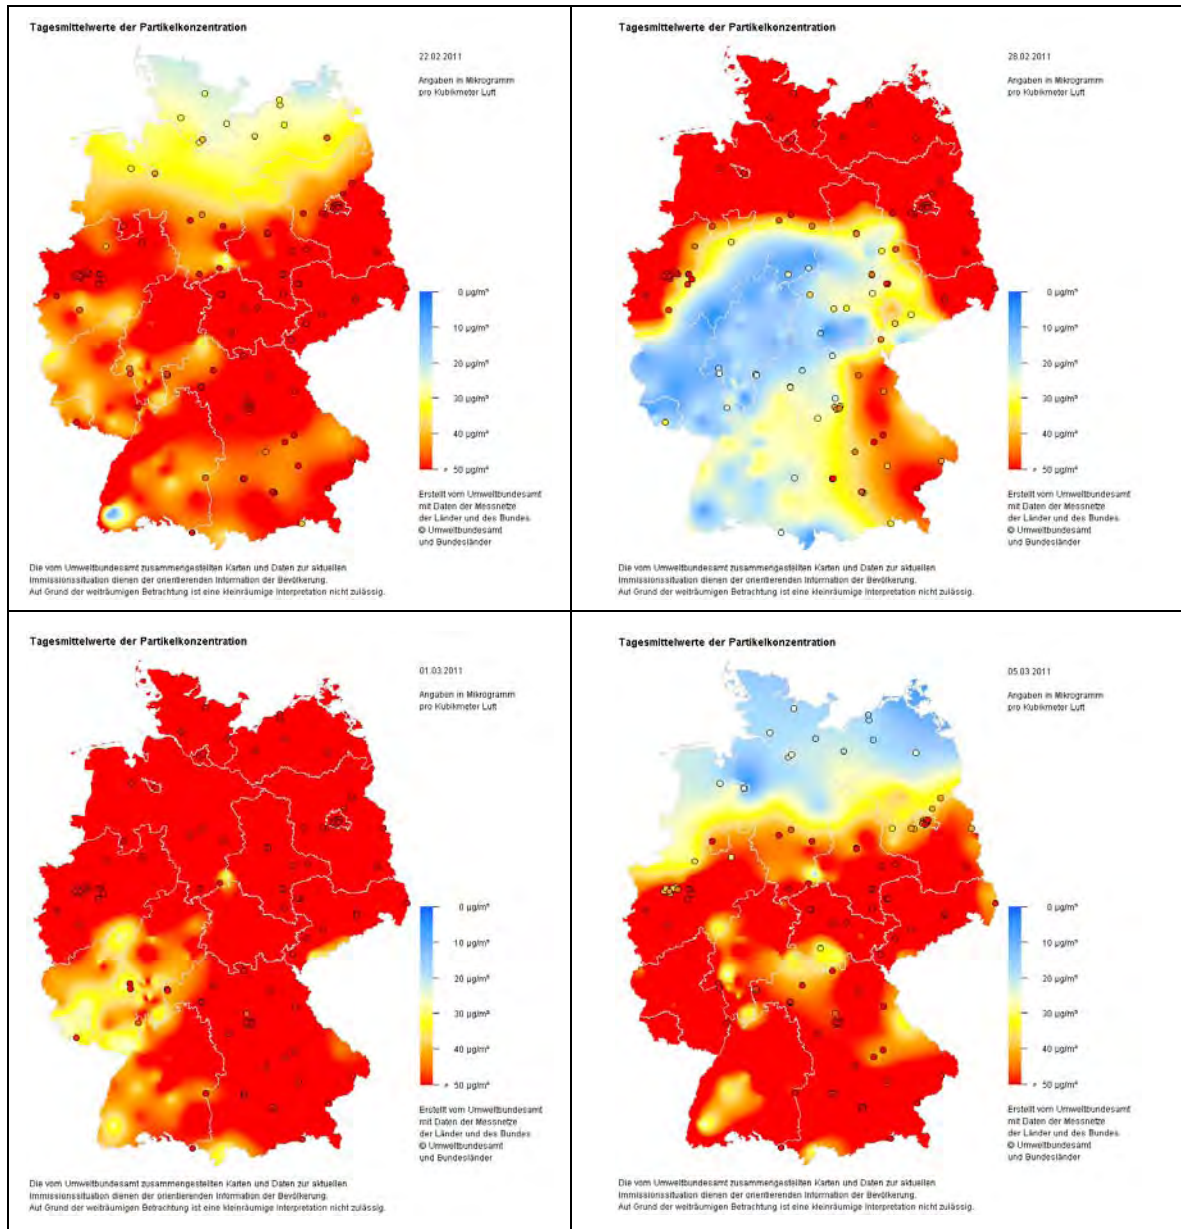 Tagesmittelwerte der Partikelkonzentration
22.02.2011
Angaben in Mikrogramm
pro Kubikmeter Luft
0 µg/m³
10 µg/m³
20 µg/m³
30 µg/m³
40 µg/m³
> 50 µg/m³
Erstellt vom Umweltbundesamt
mit Daten der Messnetze
der Länder und des Bundes
© Umweltbundesamt
und Bundesländer
Die vom Umweltbundesamt zusammengestellten Karten und Daten zur aktuellen
Immissionssituation dienen der orientierenden Information der Bevölkerung.
Auf Grund der weiträumigen Betrachtung ist eine kleinräumige Interpretation nicht zulässig.
Tagesmittelwerte der Partikelkonzentration
28.02.2011
Angaben in Mikrogramm
pro Kubikmeter Luft
0 µg/m³
10 µg/m³
20 µg/m³
30 µg/m³
40 µg/m³
> 50 µg/m³
Erstellt vom Umweltbundesamt
mit Daten der Messnetze
der Länder und des Bundes
© Umweltbundesamt
und Bundesländer
Die vom Umweltbundesamt zusammengestellten Karten und Daten zur aktuellen
Immissionssituation dienen der orientierenden Information der Bevölkerung.
Auf Grund der weiträumigen Betrachtung ist eine kleinräumige Interpretation nicht zulässig.
Tagesmittelwerte der Partikelkonzentration
01.03.2011
Angaben in Mikrogramm
pro Kubikmeter Luft
0 µg/m³
10 µg/m³
20 µg/m³
30 µg/m³
40 µg/m³
> 50 µg/m³
Erstellt vom Umweltbundesamt
mit Daten der Messnetze
der Länder und des Bundes
© Umweltbundesamt
und Bundesländer
Die vom Umweltbundesamt zusammengestellten Karten und Daten zur aktuellen
Immissionssituation dienen der orientierenden Information der Bevölkerung.
Auf Grund der weiträumigen Betrachtung ist eine kleinräumige Interpretation nicht zulässig.
Tagesmittelwerte der Partikelkonzentration
05.03.2011
Angaben in Mikrogramm
pro Kubikmeter Luft
0 µg/m³
10 µg/m³
20 µg/m³
30 µg/m³
40 µg/m³
> 50 µg/m³
Erstellt vom Umweltbundesamt
mit Daten der Messnetze
der Länder und des Bundes
© Umweltbundesamt
und Bundesländer
Die vom Umweltbundesamt zusammengestellten Karten und Daten zur aktuellen
Immissionssituation dienen der orientierenden Information der Bevölkerung.
Auf Grund der weiträumigen Betrachtung ist eine kleinräumige Interpretation nicht zulässig.